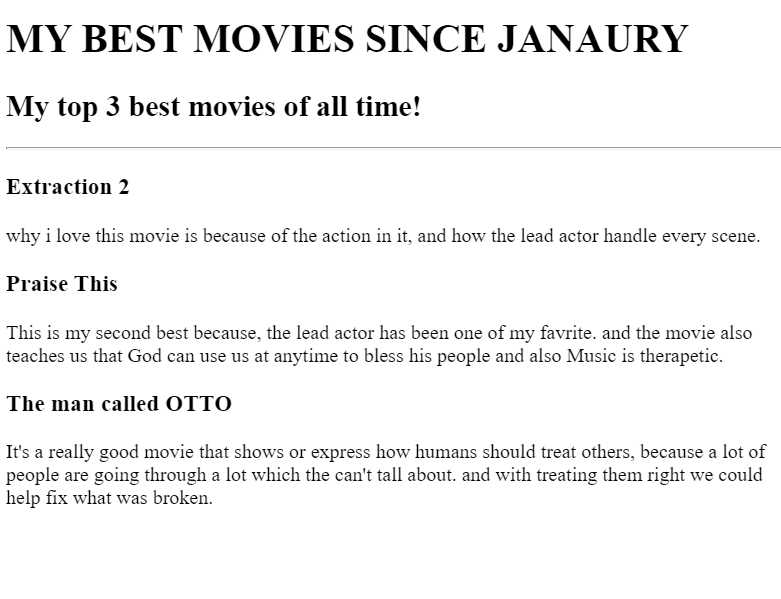 MY BEST MOVIES SINCE JANAURY
My top 3 best movies of all time!
Extraction 2
why i love this movie is because of the action in it, and how the lead actor handle every scene.
Praise This
This is my second best because, the lead actor has been one of my favrite. and the movie also
teaches us that God can use us at anytime to bless his people and also Music is therapetic.
The man called OTTO
It's a really good movie that shows or express how humans should treat others, because a lot of
people are going through a lot which the can't tall about. and with treating them right we could
help fix what was broken.